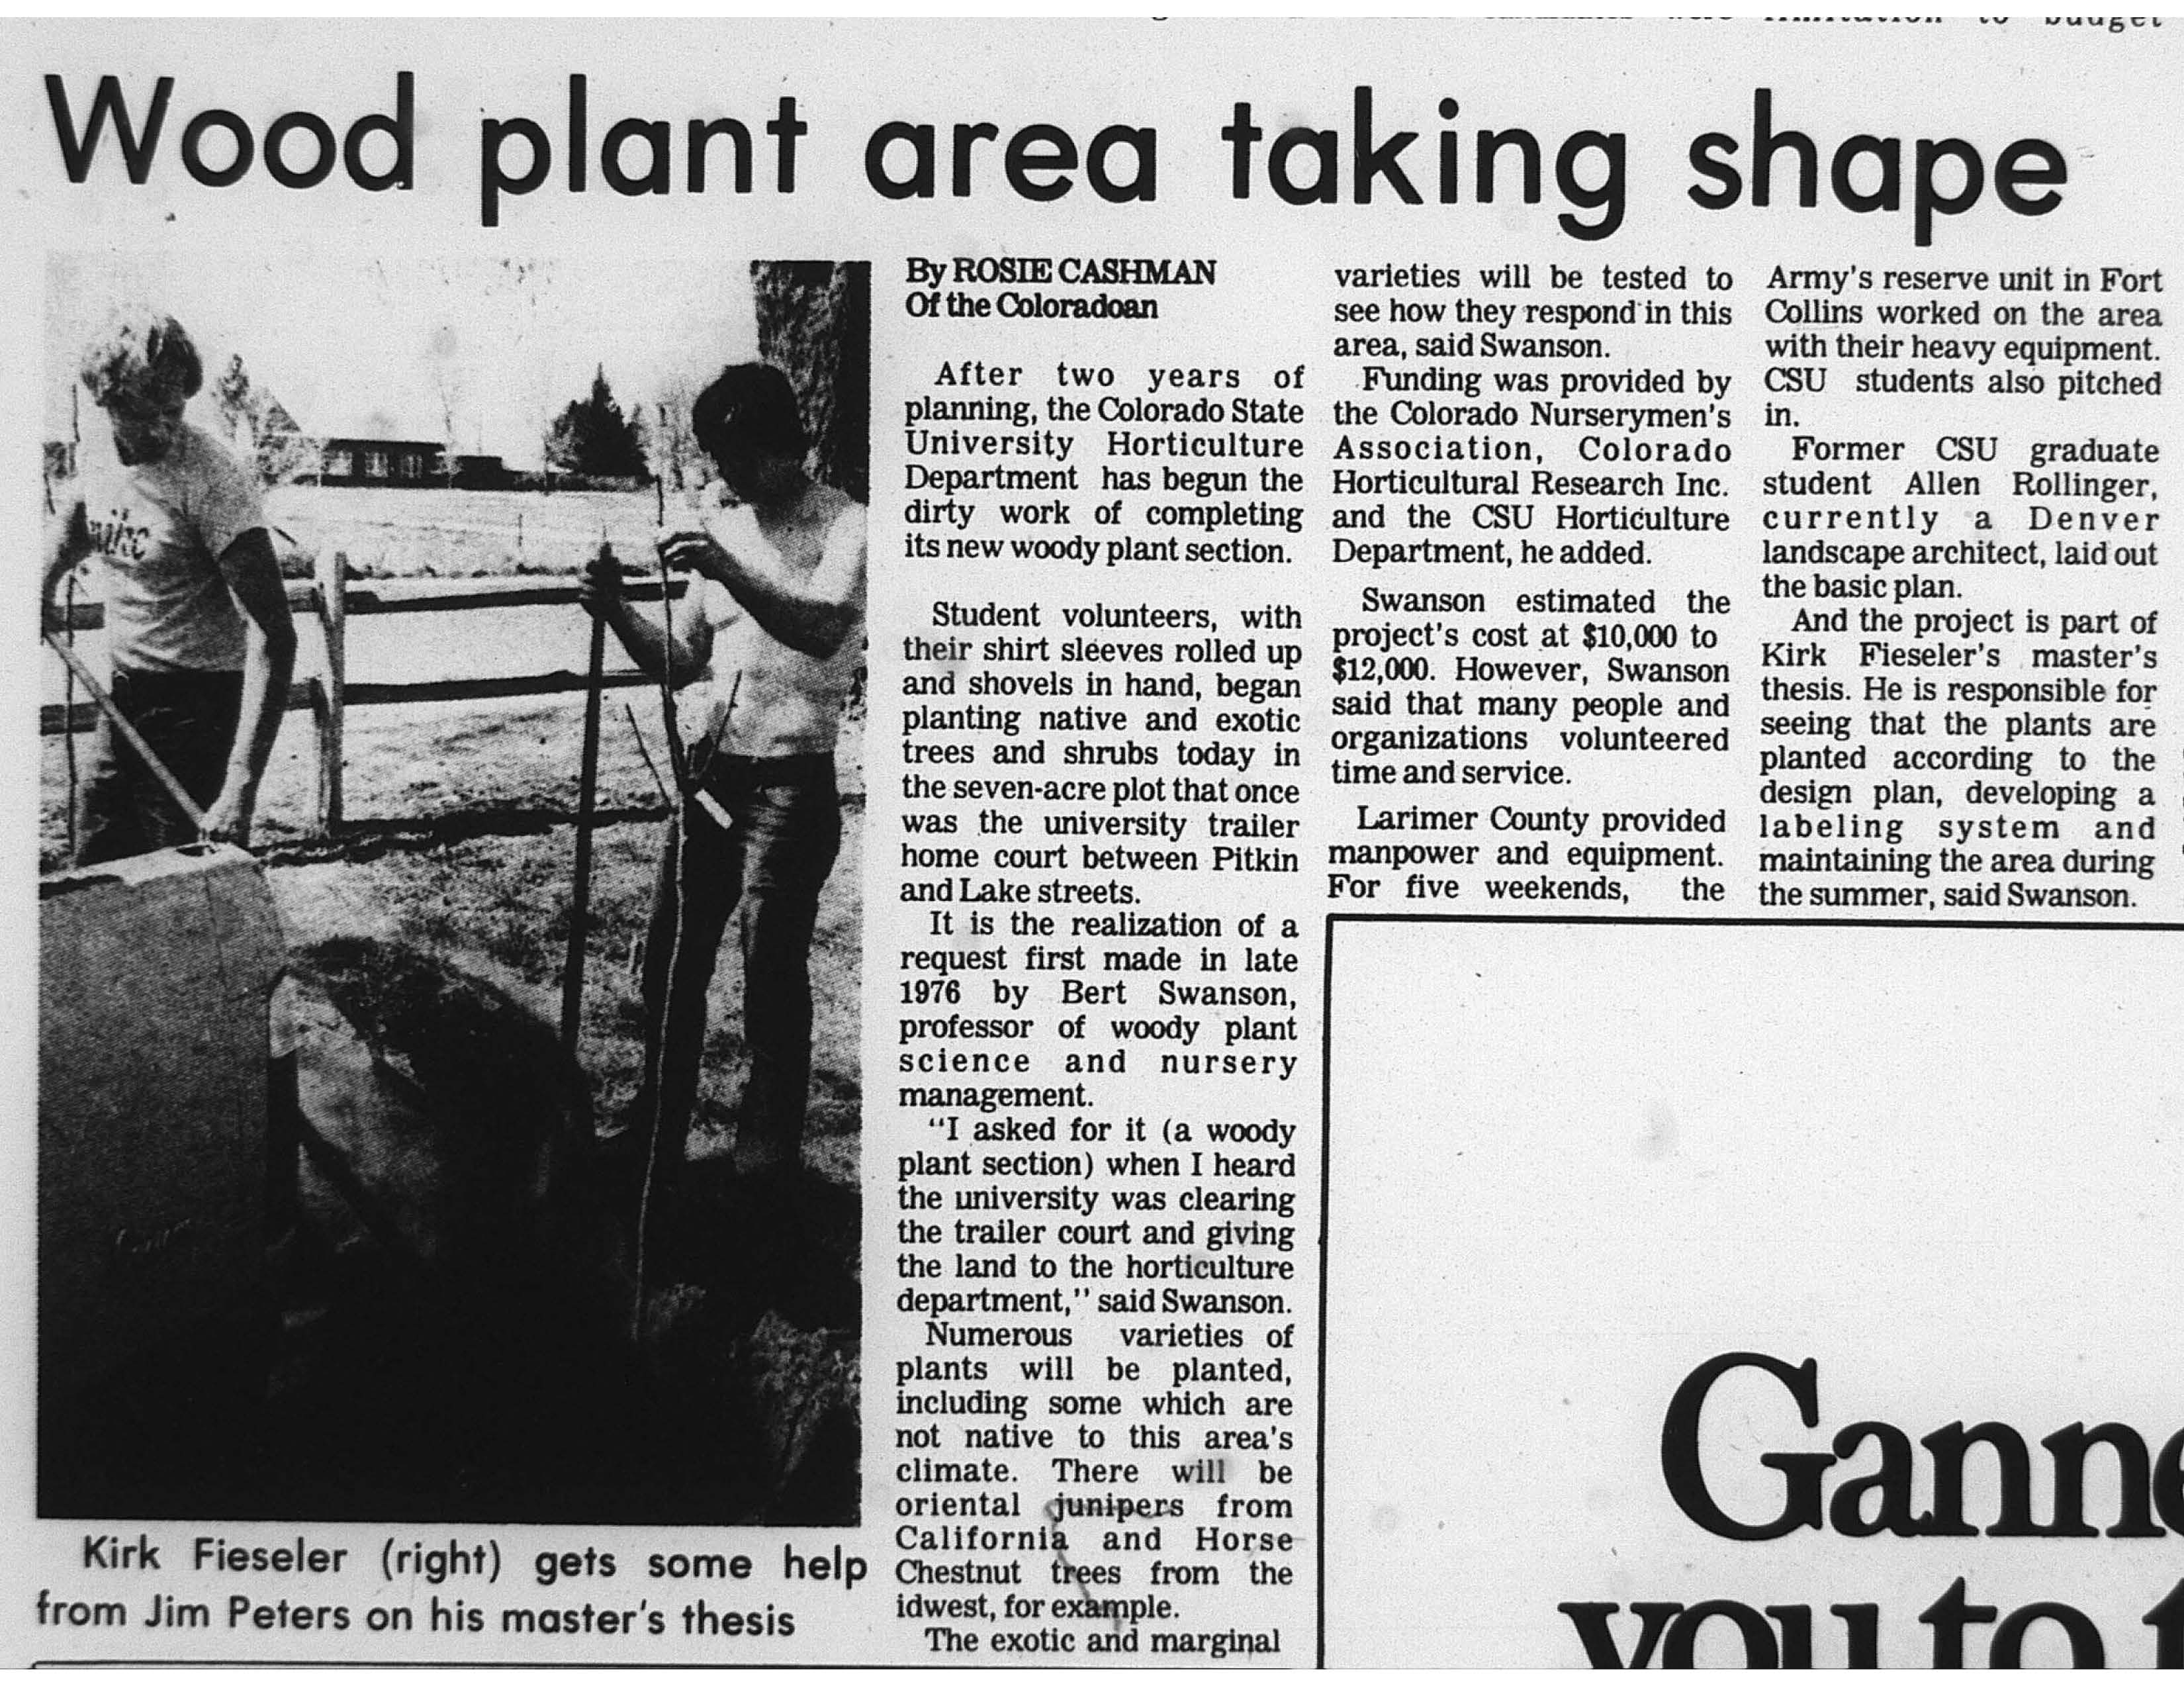 limitation to budget
Wood plant area taking shape
By ROSIE CASHMAN
Of the Coloradoan
After two years of
planning, the Colorado State
University Horticulture
Department has begun the
dirty work of completing
its new woody plant section.
Student volunteers, with
their shirt sleeves rolled up
and shovels in hand, began
planting native and exotic
trees and shrubs today in
the seven-acre plot that once
was the university trailer
home court between Pitkin
and Lake streets.
It is the realization of a
request first made in late
1976 by Bert Swanson,
professor of woody plant
science and nursery
management.
"I asked for it (a woody
plant section) when I heard
the university was clearing
the trailer court and giving
the land to the horticulture
department," said Swanson.
Numerous varieties of
plants will be planted,
including some which are
not native to this area's
climate. There will be
oriental junipers from
California and Horse
Chestnut trees from the
idwest, for example.
The exotic and marginal
varieties will be tested to
see how they respond in this
area, said Swanson.
Funding was provided by
the Colorado Nurserymen's
Association, Colorado
Horticultural Research Inc.
and the CSU Horticulture
Department, he added.
Swanson estimated the
project's cost at $10,000 to
$12,000. However, Swanson
said that many people and
organizations volunteered
time and service.
Larimer County provided
manpower and equipment.
For five weekends, the
Army's reserve unit in Fort
Collins worked on the area
with their heavy equipment.
CSU students also pitched
in.
Former CSU graduate
student Allen Rollinger,
currently a Denver
landscape architect, laid out
the basic plan.
And the project is part of
Kirk Fieseler's master's
thesis. He is responsible for
seeing that the plants are
planted according to the
design plan, developing a
labeling system and
maintaining the area during
the summer, said Swanson.
Kirk Fieseler (right) gets some help
from Jim Peters on his master's thesis
Ganne
you to t